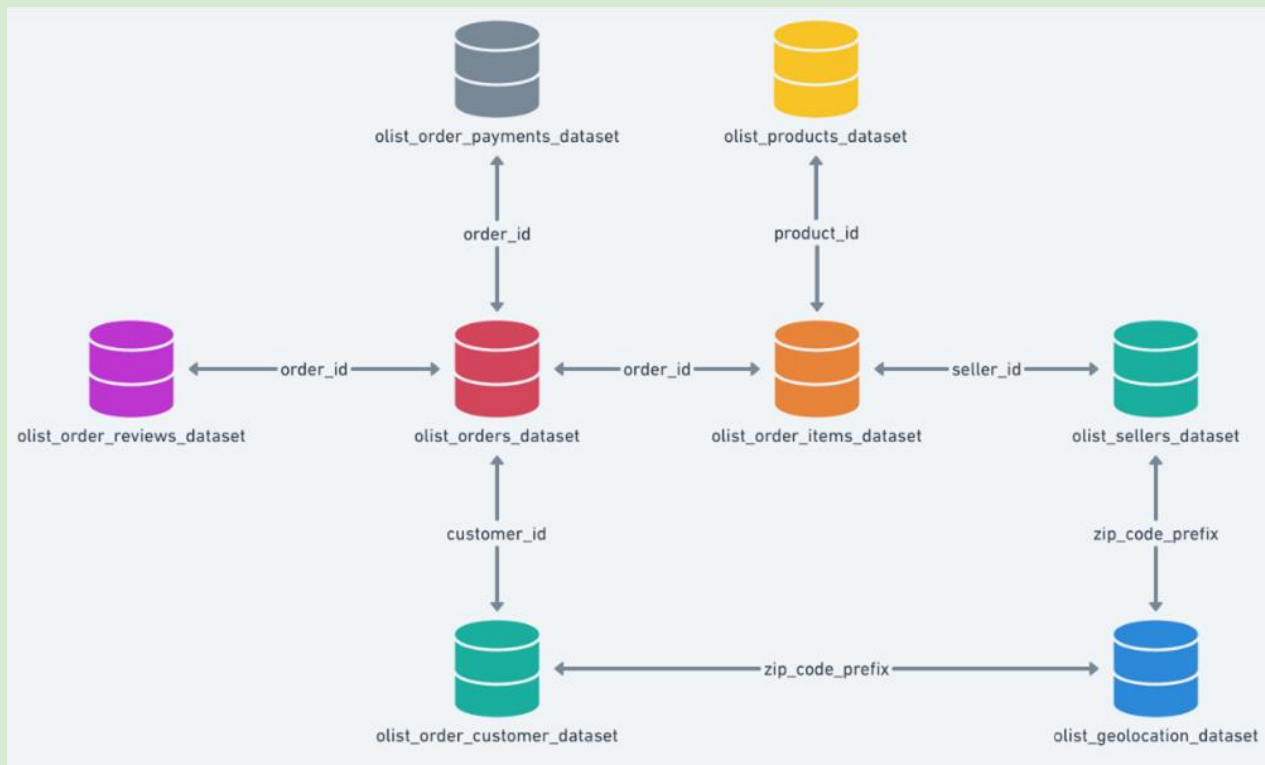 olist_order_payments_dataset
olist_products_dataset
order_id
product_id
order_id
order_id
seller_id
olist_order_reviews_dataset
olist_orders_dataset
olist_order_items_dataset
olist_sellers_dataset
customer_id
zip_code_prefix
zip_code_prefix
olist_order_customer_dataset
olist_geolocation_dataset